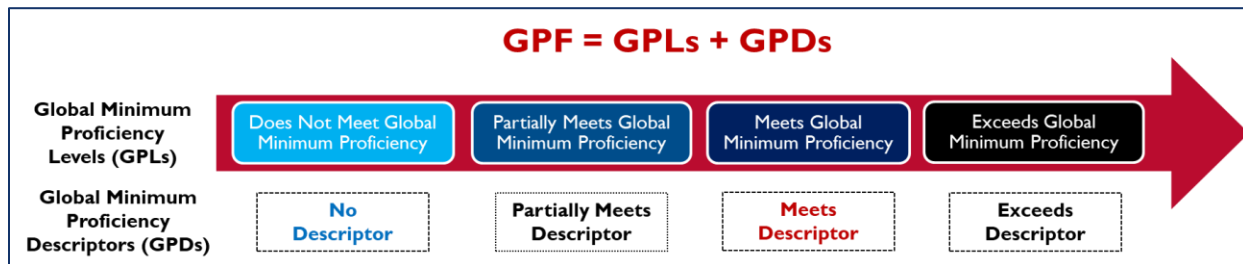 GPF = GPLs + GPDs
Global Minimum
Proficiency
Levels (GPLs)
Does Not Meet Global
Minimum Proficiency
Partially Meets Global
Minimum Proficiency
Meets Global
Minimum Proficiency
Exceeds Global
Minimum Proficiency
Global Minimum
Proficiency
Descriptors (GPDs)
No
Descriptor
Partially Meets
Descriptor
Meets
Descriptor
Exceeds
Descriptor